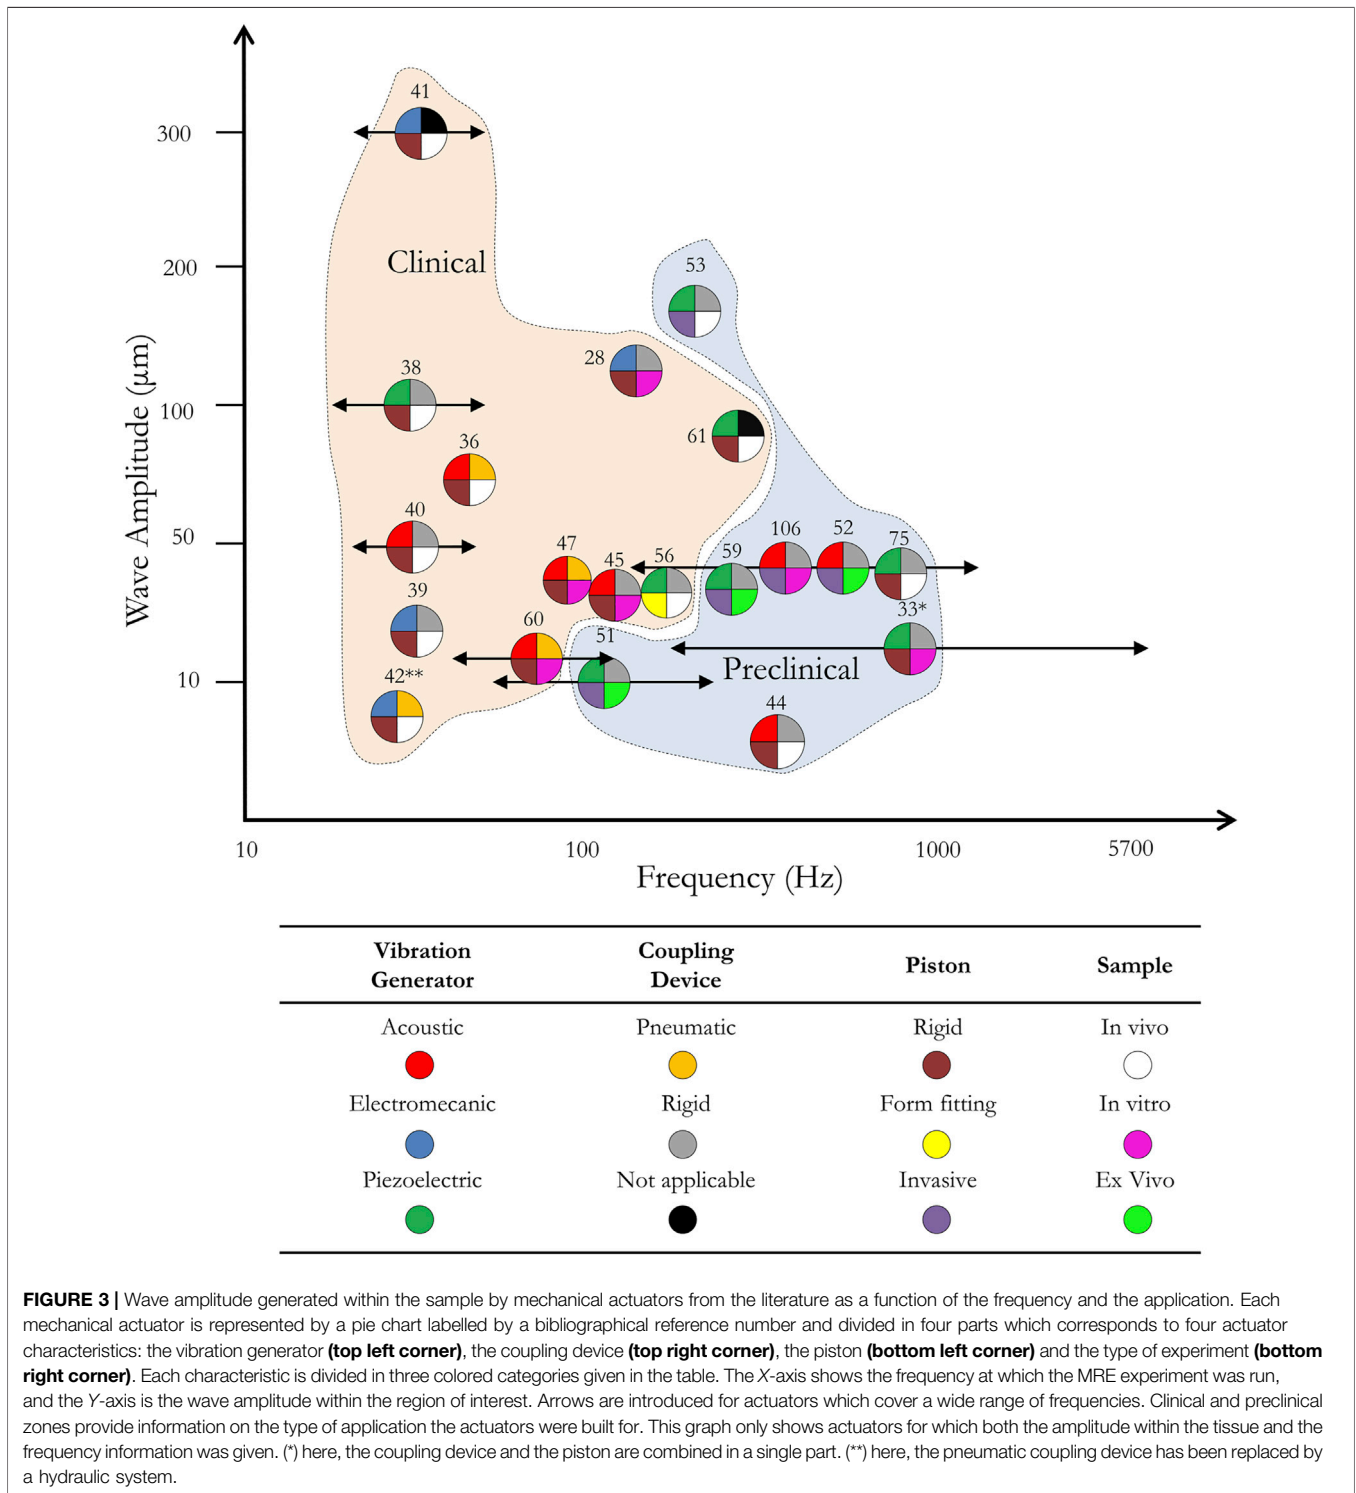 41
300
Clinical
200
53
28
38
100
61
36
Wave Amplitude (μm)
40
50
47
45
56
59
106
52
75
39
33*
60
51
Preclinical
42**
10
44
10
100
1000
5700
Frequency (Hz)
Vibration Generator
Coupling Device
Piston
Sample
Acoustic
Pneumatic
Rigid
In vivo
Electromecanic
Rigid
Form fitting
In vitro
Piezoelectric
Not applicable
Invasive
Ex Vivo
FIGURE 3 | Wave amplitude generated within the sample by mechanical actuators from the literature as a function of the frequency and the application. Each
mechanical actuator is represented by a pie chart labelled by a bibliographical reference number and divided in four parts which corresponds to four actuator
characteristics: the vibration generator (top left corner), the coupling device (top right corner), the piston (bottom left corner) and the type of experiment (bottom
right corner). Each characteristic is divided in three colored categories given in the table. The X-axis shows the frequency at which the MRE experiment was run,
and the Y-axis is the wave amplitude within the region of interest. Arrows are introduced for actuators which cover a wide range of frequencies. Clinical and preclinical
zones provide information on the type of application the actuators were built for. This graph only shows actuators for which both the amplitude within the tissue and the
frequency information was given. (*) here, the coupling device and the piston are combined in a single part. (**) here, the pneumatic coupling device has been replaced by
a hydraulic system.